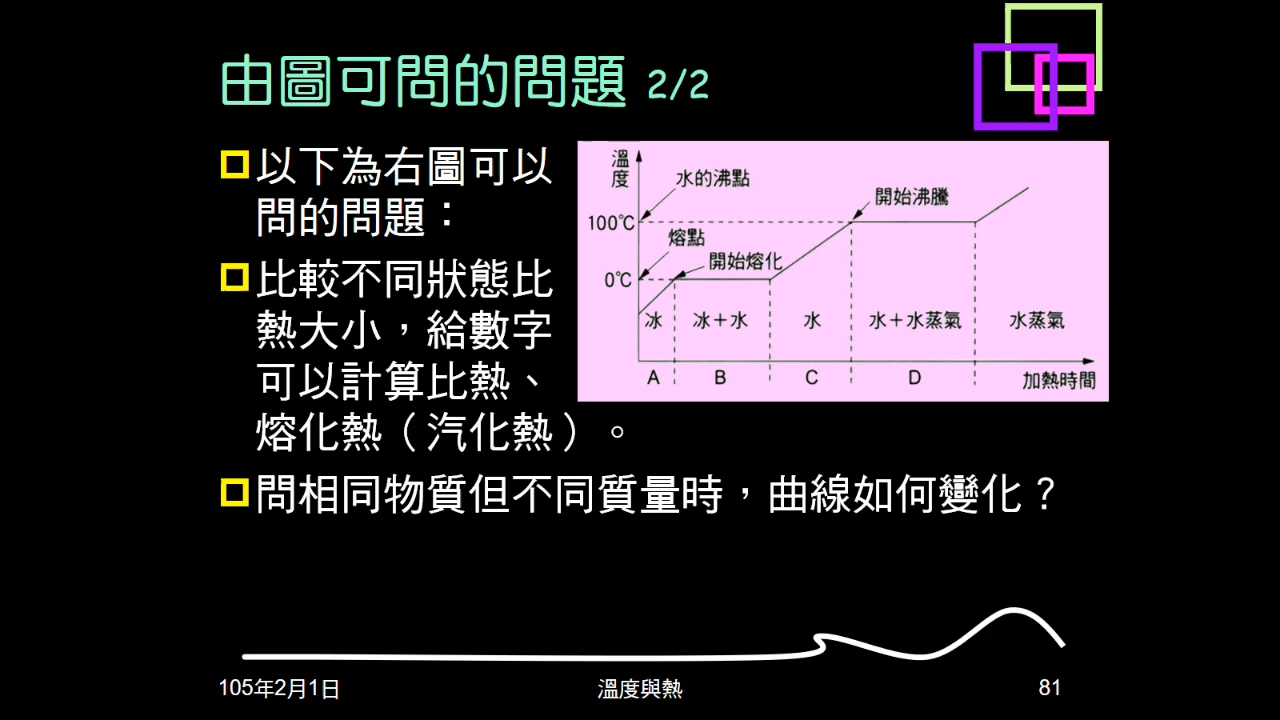 由圖可問的問題 2/2
以下為右圖可以
問的問題：
比較不同狀態比
熱大小，給數字
可以計算比熱、
熔化熱（汽化熱）。
問相同物質但不同質量時，曲線如何變化？
溫度
水的沸點
開始沸騰
100℃
熔點
開始熔化
0℃
冰
冰＋水
水
水＋水蒸氣
水蒸氣
A
B
C
D
加熱時間
105年2月1日
溫度與熱
81